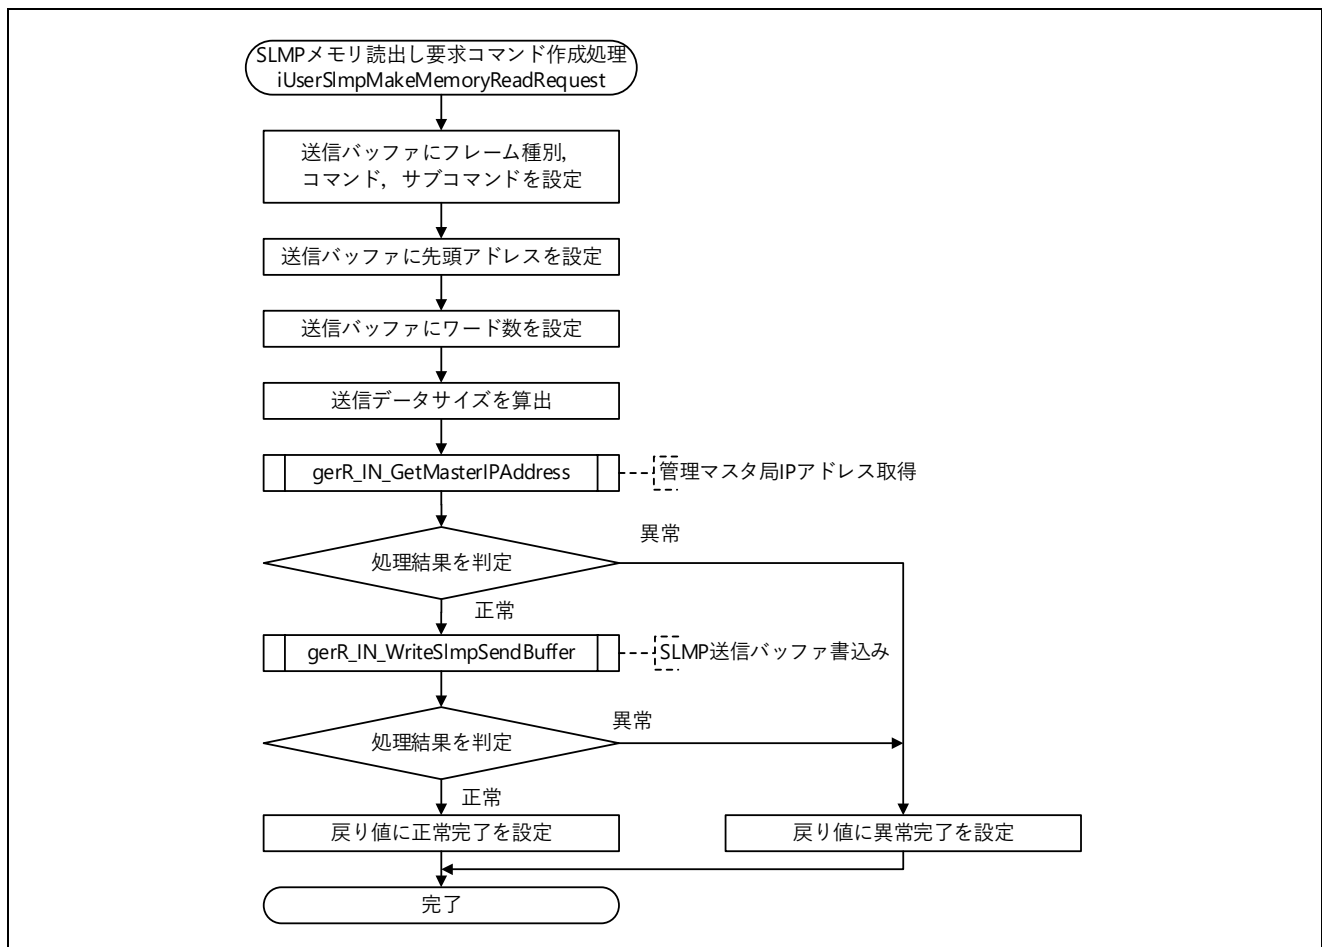 SLMPメモリ読出し要求コマンド作成処理
iUserSlmpMakeMemoryReadRequest
送信バッファにフレーム種別,
コマンド，サブコマンドを設定
送信バッファに先頭アドレスを設定
送信バッファにワード数を設定
送信データサイズを算出
gerR_IN_GetMasterIPAddress
管理マスタ局IPアドレス取得
異常
処理結果を判定
正常
gerR_IN_WriteSlmpSendBuffer
SLMP送信バッファ書込み
異常
処理結果を判定
正常
戻り値に正常完了を設定
戻り値に異常完了を設定
完了